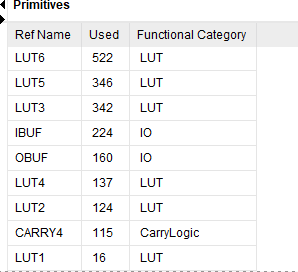 Primitives
Ref Name Used Functional Category
LUT6 522 LUT
LUT5 346 LUT
LUT3 342 LUT
IBUF 224 IO
OBUF 160 IO
LUT4 137 LUT
LUT2 124 LUT
CARRY4 115 CarryLogic
LUT1 16 LUT